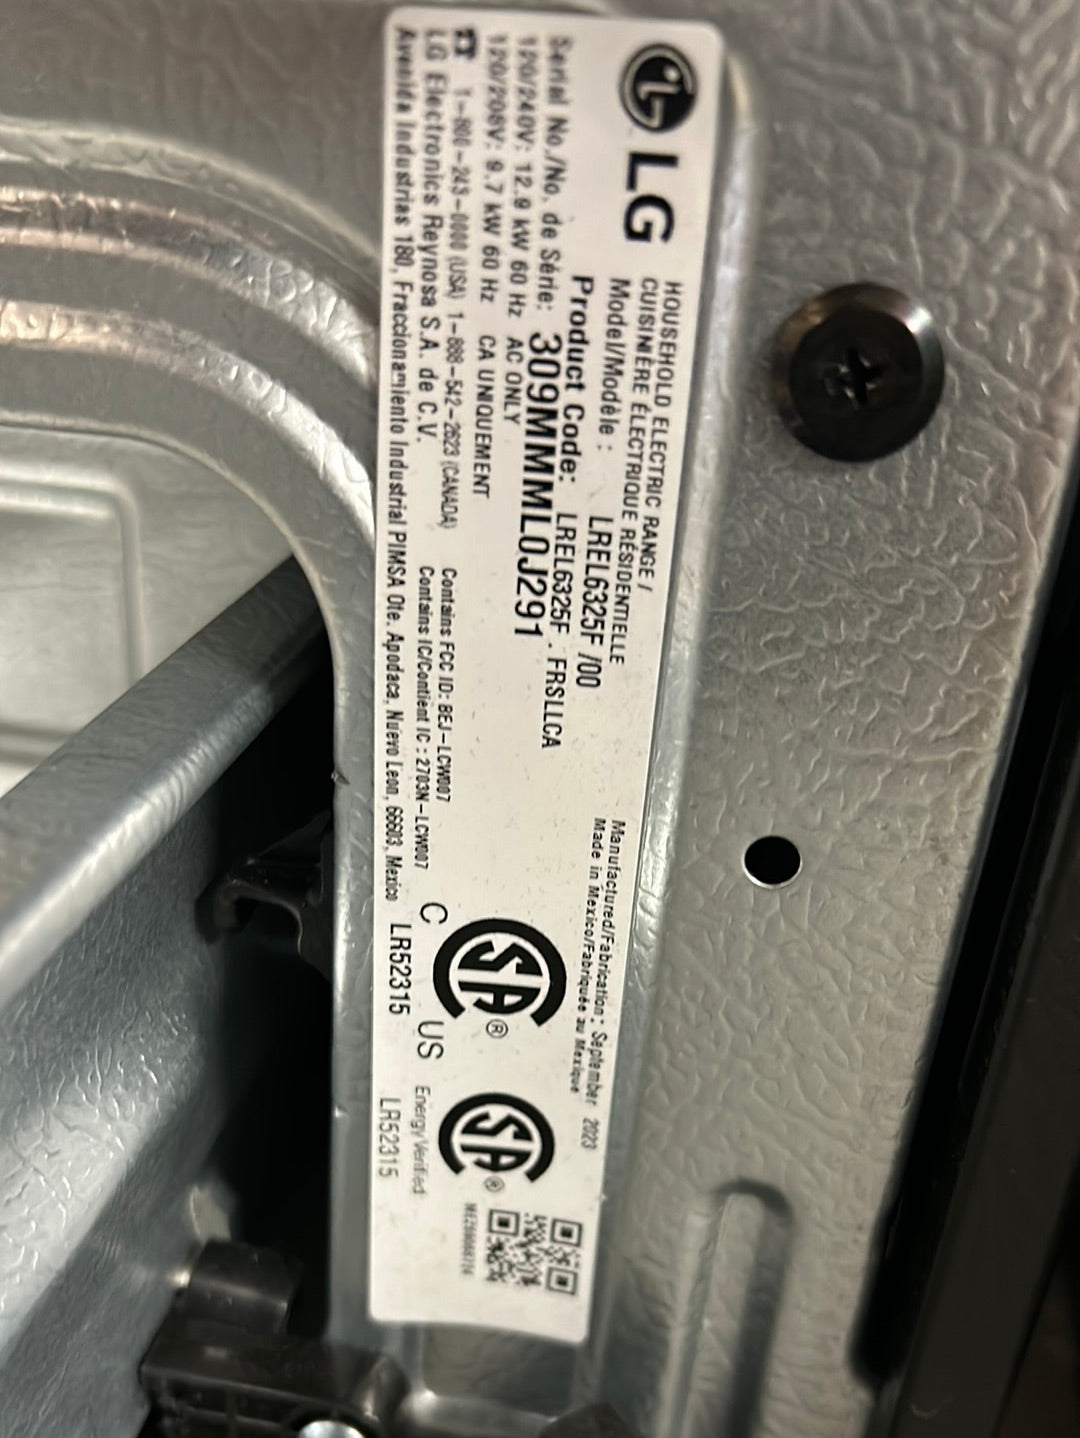 LG
HOUSEHOLD ELECTRIC RANGE /
CUISINIÈRE ÉLECTRIQUE RÉSIDENTIELLE
Model/Modèle : LREL6325F /00
Product Code: LREL6325F - FRSLLCA
Serial No./No. de Série: 309MMML0J291
120/240V: 12.9 kW 60 Hz AC ONLY
120/208V: 9.7 kW 60 Hz CA UNIQUEMENT
☎ 1-800-243-0000 (USA) 1-888-542-2623 (CANADA)
LG Electronics Reynosa S.A. de C.V.
Avenida Industrias 180, Fraccionamiento Industrial PIMSA Ote. Apodaca, Nuevo Leon, 66603, Mexico
Contains FCC ID: BEJ-LCW007
Contains IC/Contient IC : 2703N-LCW007
Manufactured/Fabrication: September 2023
Made in Mexico/Fabriquée au Mexique
C SA ® US
LR52315
SA ®
Energy Verified
LR52315